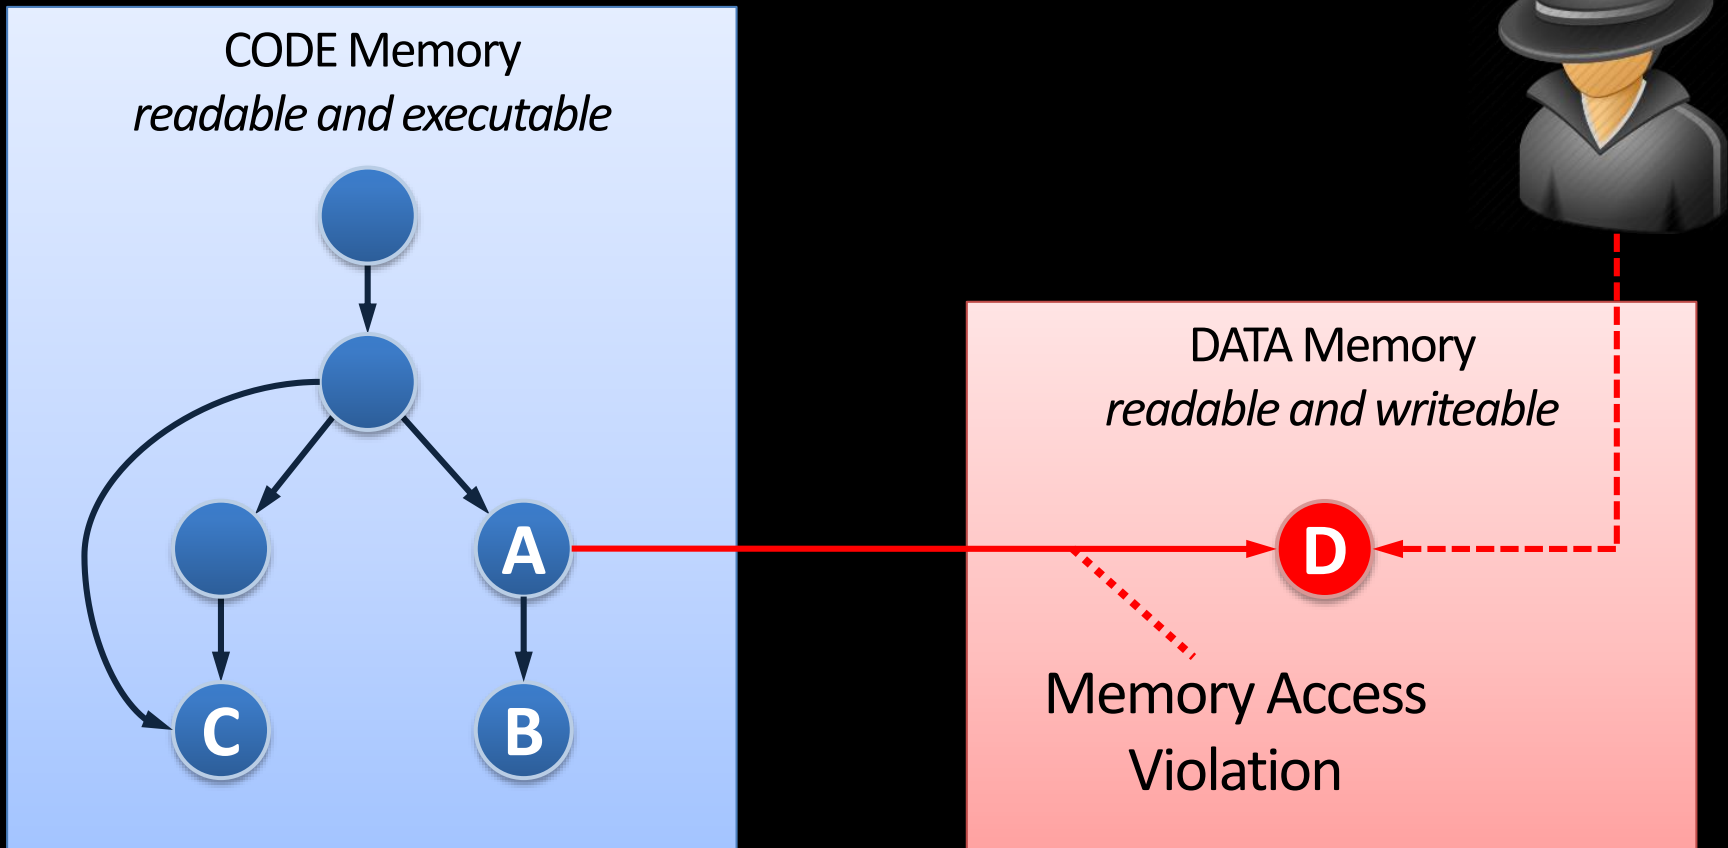 CODE Memory
readable and executable
DATA Memory
readable and writeable
A
D
Memory Access
Violation
C
B